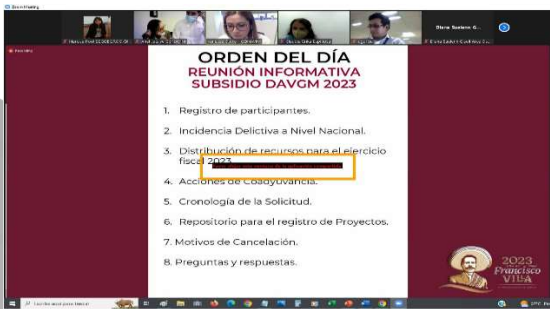 Zoom Meeting
ORDEN DEL DÍA
REUNIÓN INFORMATIVA
SUBSIDIO DAVGM 2023
1. Registro de participantes.
2. Incidencia Delictiva a Nivel Nacional.
3. Distribución de recursos para el ejercicio
fiscal 2023
4. Acciones de Coadyuvancia.
5. Cronología de la Solicitud.
6. Repositorio para el registro de Proyectos.
7. Motivos de Cancelación.
8. Preguntas y respuestas.
2023
Francisco
VILLA